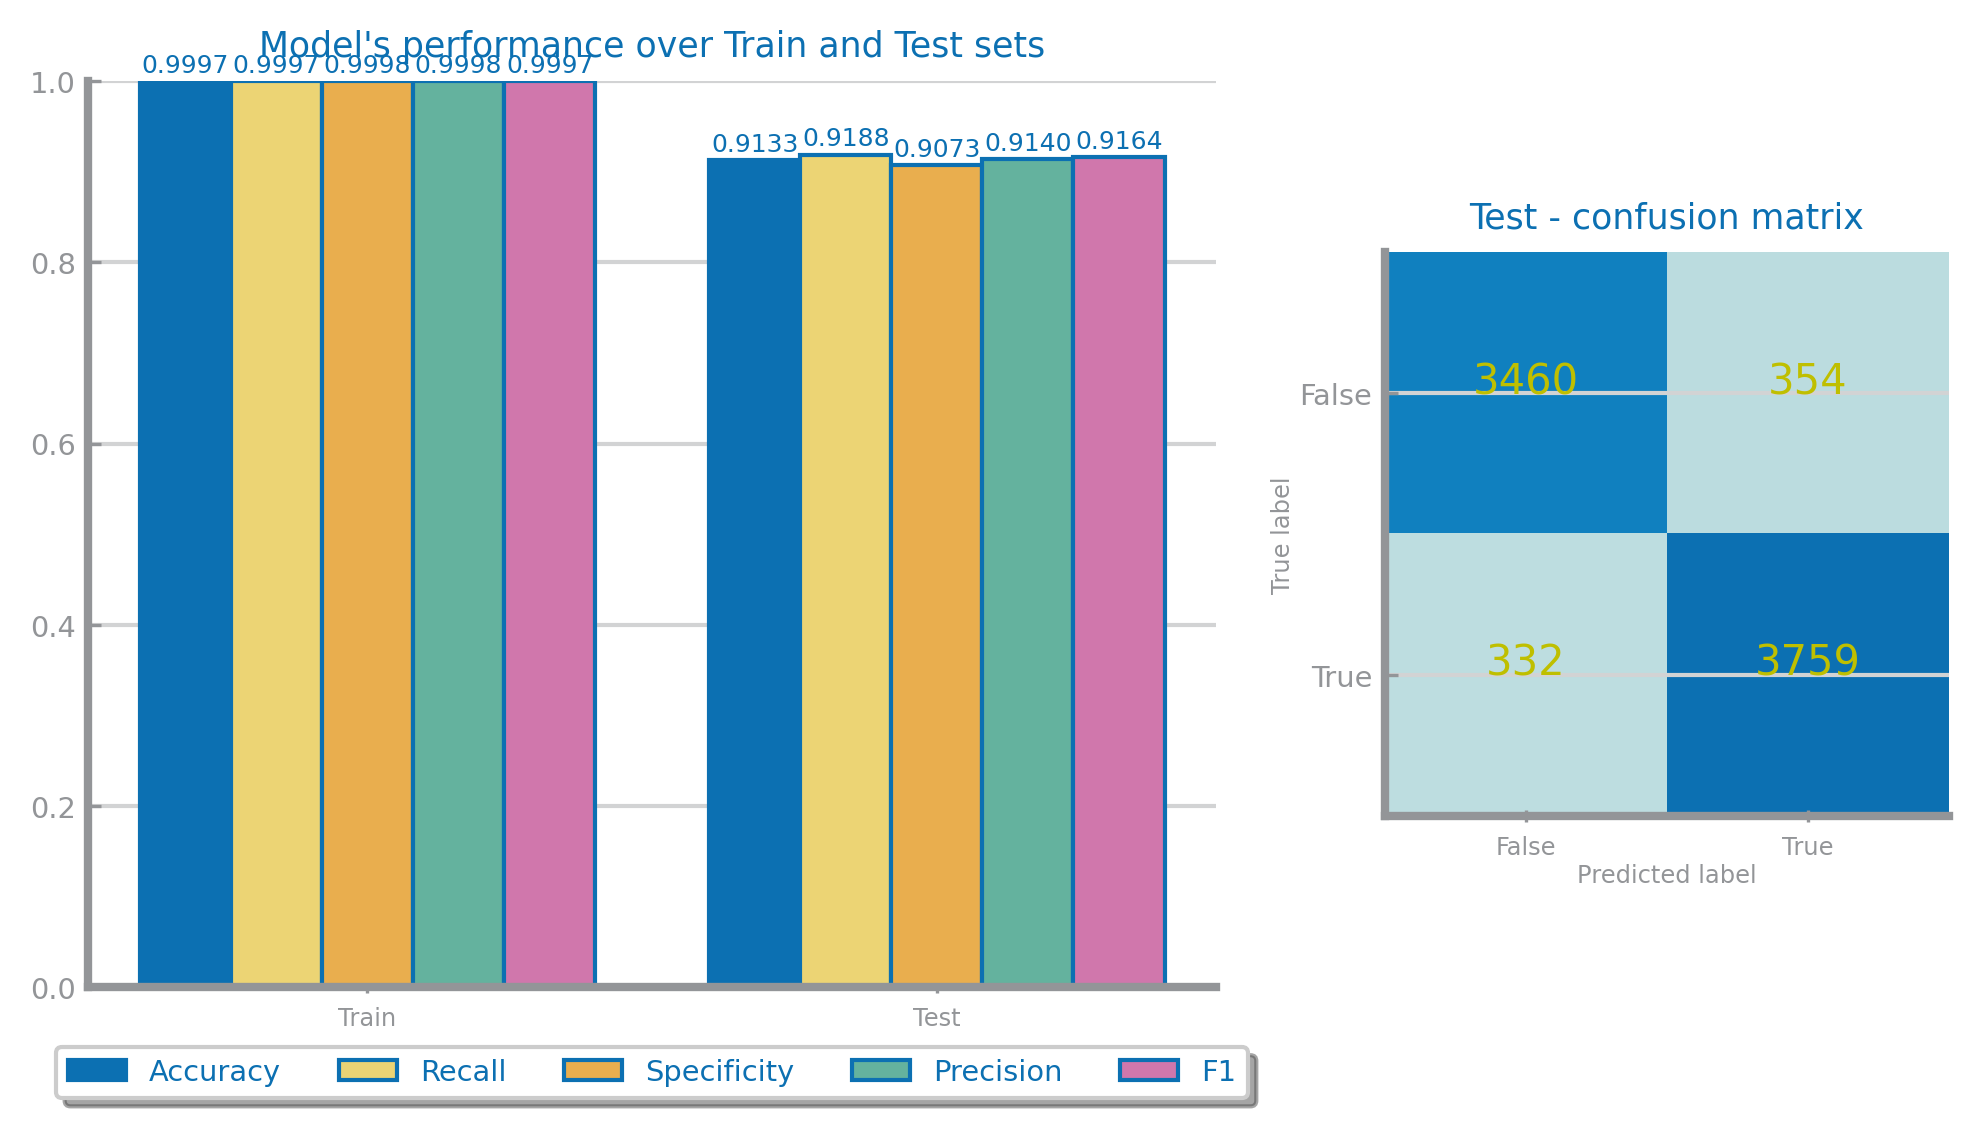 Model's performance over Train and Test sets
0.9997 0.9997 0.9998 0.9998 0.9997
0.9133 0.9188 0.9073 0.9140 0.9164
1.0
0.8
0.6
0.4
0.2
0.0
Train Test
Accuracy Recall Specificity Precision F1
Test - confusion matrix
True label
False 3460 354
True 332 3759
False True
Predicted label